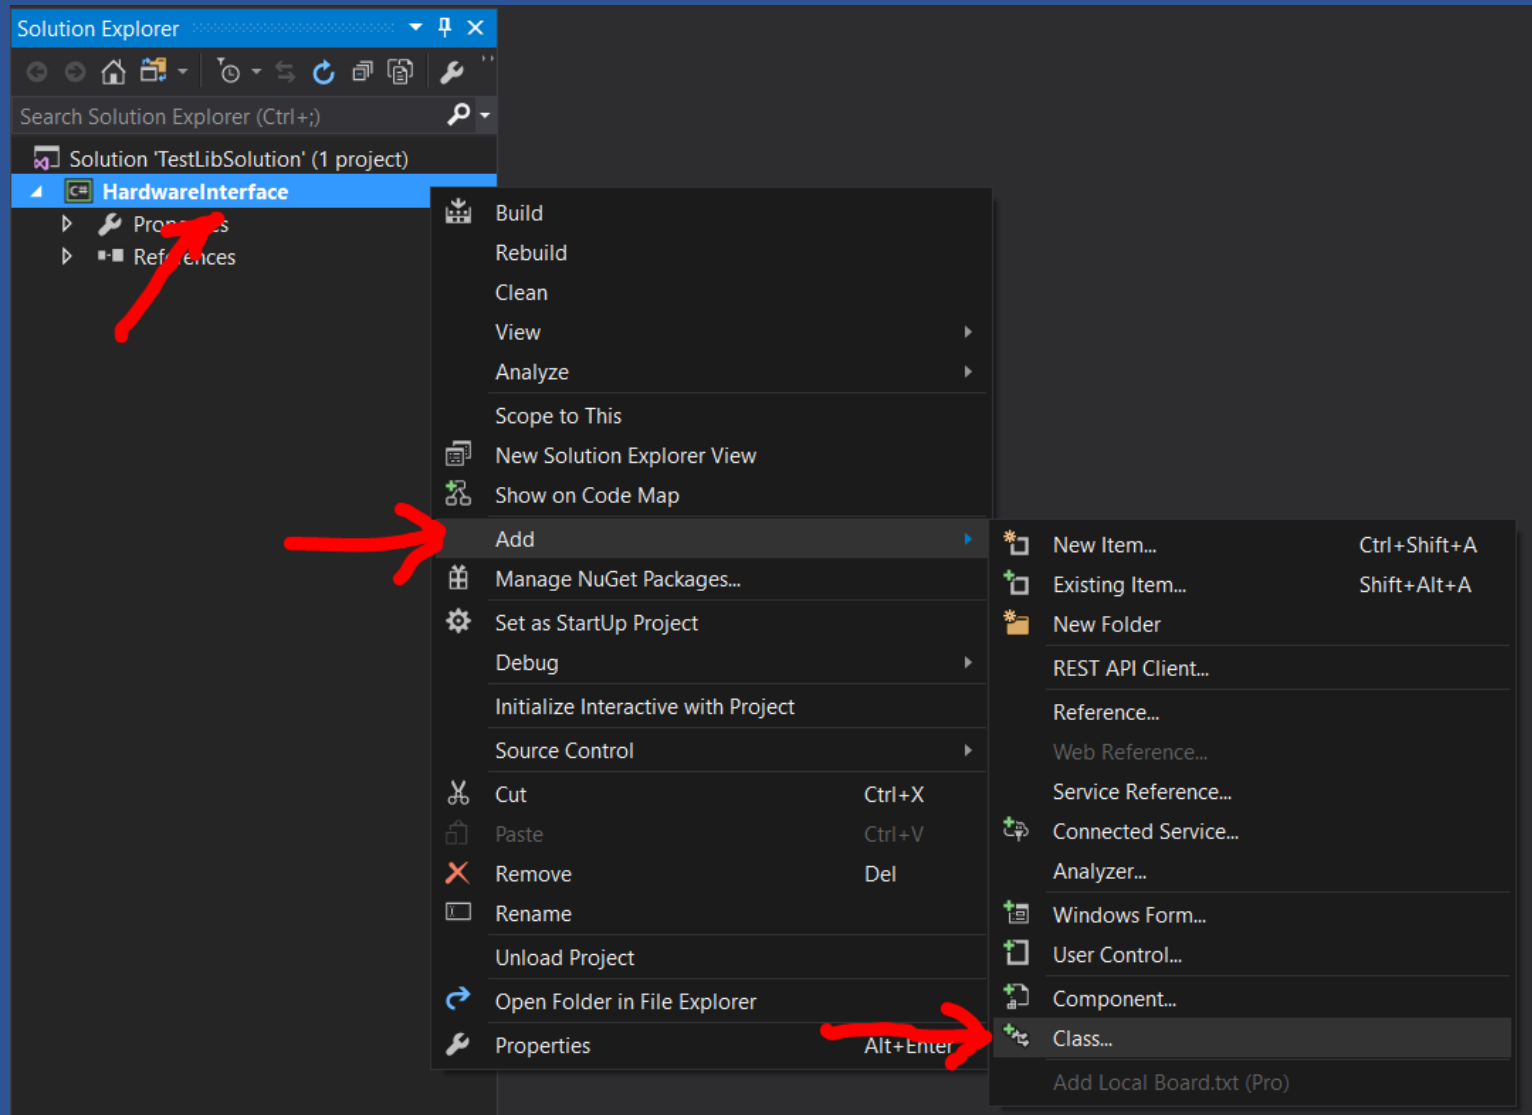 Solution Explorer
Search Solution Explorer (Ctrl+;)
Solution 'TestLibSolution' (1 project)
C# HardwareInterface
Properties
References
Build
Rebuild
Clean
View
Analyze
Scope to This
New Solution Explorer View
Show on Code Map
Add
Manage NuGet Packages...
Set as StartUp Project
Debug
Initialize Interactive with Project
Source Control
Cut Ctrl+X
Paste Ctrl+V
Remove Del
Rename
Unload Project
Open Folder in File Explorer
Properties Alt+Enter
New Item... Ctrl+Shift+A
Existing Item... Shift+Alt+A
New Folder
REST API Client...
Reference...
Web Reference...
Service Reference...
Connected Service...
Analyzer...
Windows Form...
User Control...
Component...
Class...
Add Local Board.txt (Pro)